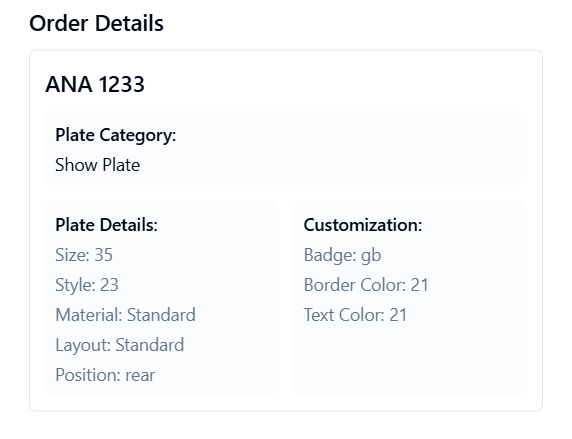 Order Details
ANA 1233
Plate Category:
Show Plate
Plate Details:
Size: 35
Style: 23
Material: Standard
Layout: Standard
Position: rear
Customization:
Badge: gb
Border Color: 21
Text Color: 21